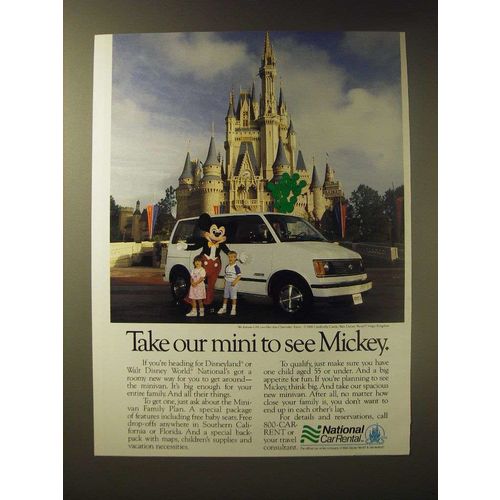 Take our mini to see Mickey.
If you're heading for Disneyland® or
Walt Disney World® National's got a
roomy new way for you to get around—
the minivan. It's big enough for your
entire family. And all their things.
To get one, just ask about the Mini-
van Family Plan. A special package
of features including free baby seats. Free
drop-offs anywhere in Southern Cali-
fornia or Florida. And a special back-
pack with maps, children's supplies and
vacation necessities.
To qualify, just make sure you have
one child aged 55 or under. And a big
appetite for fun. If you're planning to see
Mickey, think big. And take our spacious
new minivan. After all, no matter how
close your family is, you don't want to
end up in each other's lap.
For details and reservations, call
800-CAR-
RENT or
your travel
consultant.
National
Car Rental